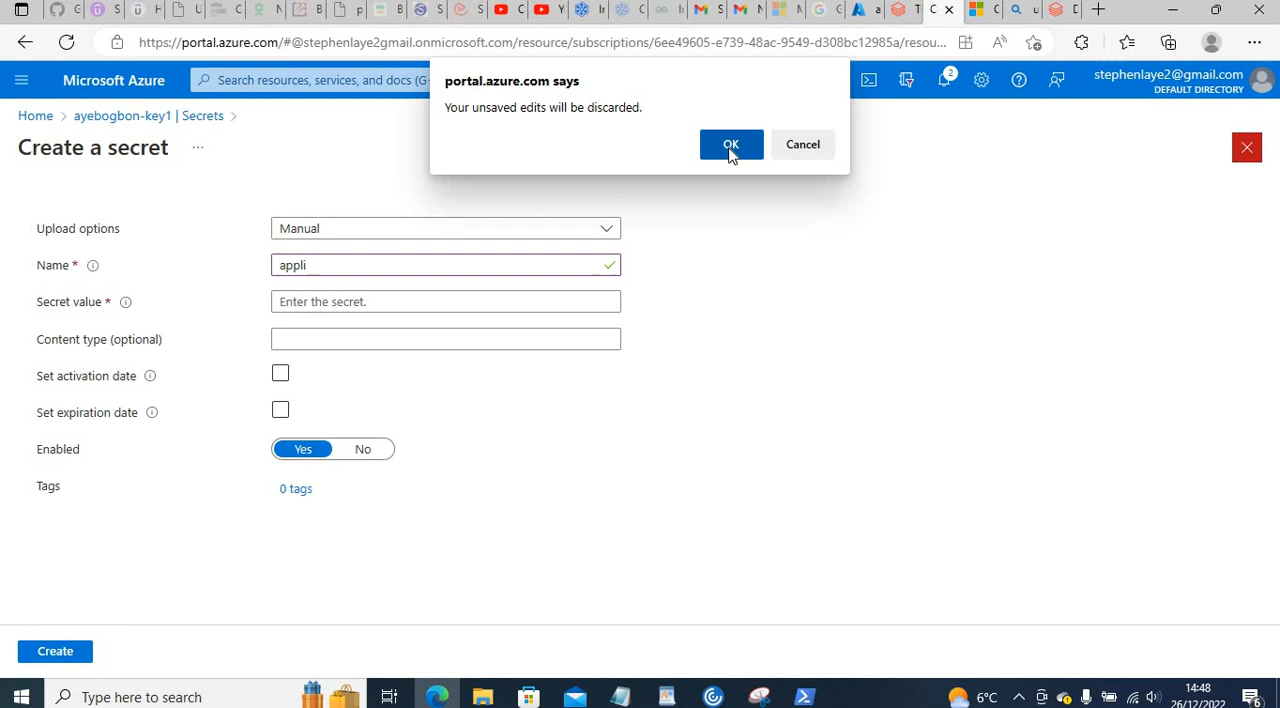 https://portal.azure.com/#@stephenlaye2gmail.onmicrosoft.com/resource/subscriptions/6ee49605-e739-48ac-9549-d308bc12985a/resou...
Microsoft Azure
Search resources, services, and docs (G-
2
stephenlaye2@gmail.com
DEFAULT DIRECTORY
portal.azure.com says
Your unsaved edits will be discarded.
OK
Cancel
Home > ayebogbon-key1 | Secrets >
Create a secret ...
Upload options
Manual
Name *
appli
Secret value *
Enter the secret.
Content type (optional)
Set activation date
Set expiration date
Enabled
Yes
No
Tags
0 tags
Create
Type here to search
6°C
14:48
26/12/2022
6